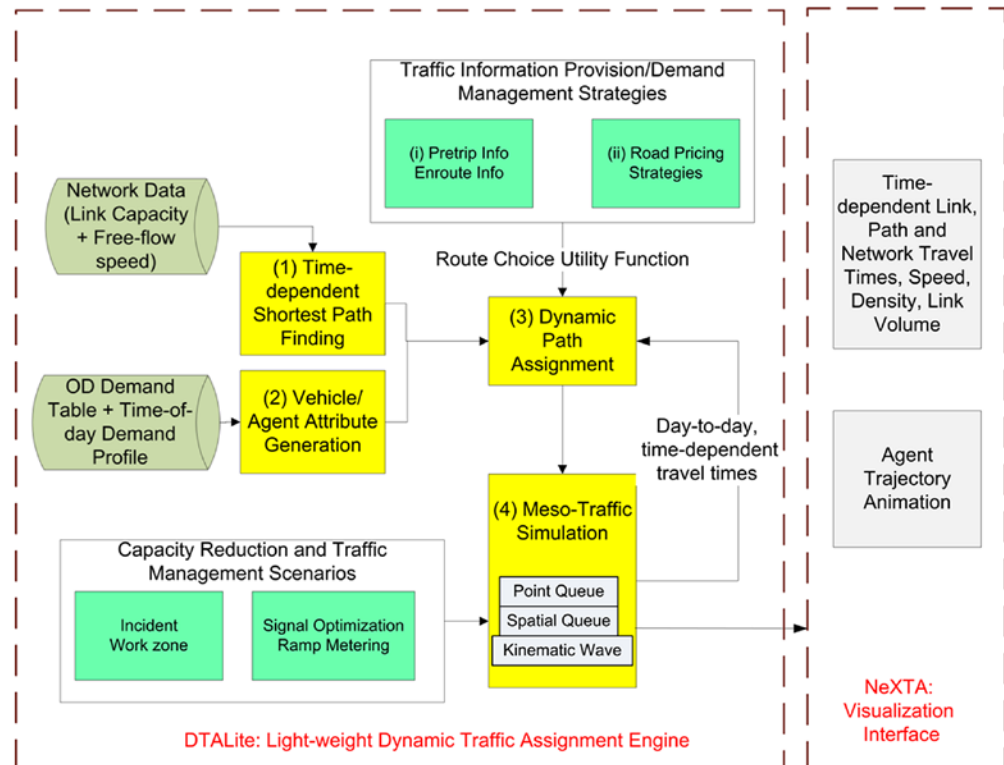 Traffic Information Provision/Demand
Management Strategies
(i) Pretrip Info
Enroute Info
(ii) Road Pricing
Strategies
Network Data
(Link Capacity
+ Free-flow
speed)
Route Choice Utility Function
(1) Time-
dependent
Shortest Path
Finding
(3) Dynamic
Path
Assignment
OD Demand
Table + Time-of-
day Demand
Profile
(2) Vehicle/
Agent Attribute
Generation
Day-to-day,
time-dependent
travel times
(4) Meso-Traffic
Simulation
Point Queue
Spatial Queue
Kinematic Wave
Capacity Reduction and Traffic
Management Scenarios
Incident
Work zone
Signal Optimization
Ramp Metering
DTALite: Light-weight Dynamic Traffic Assignment Engine
Time-
dependent Link,
Path and
Network Travel
Times, Speed,
Density, Link
Volume
Agent
Trajectory
Animation
NeXTA:
Visualization
Interface